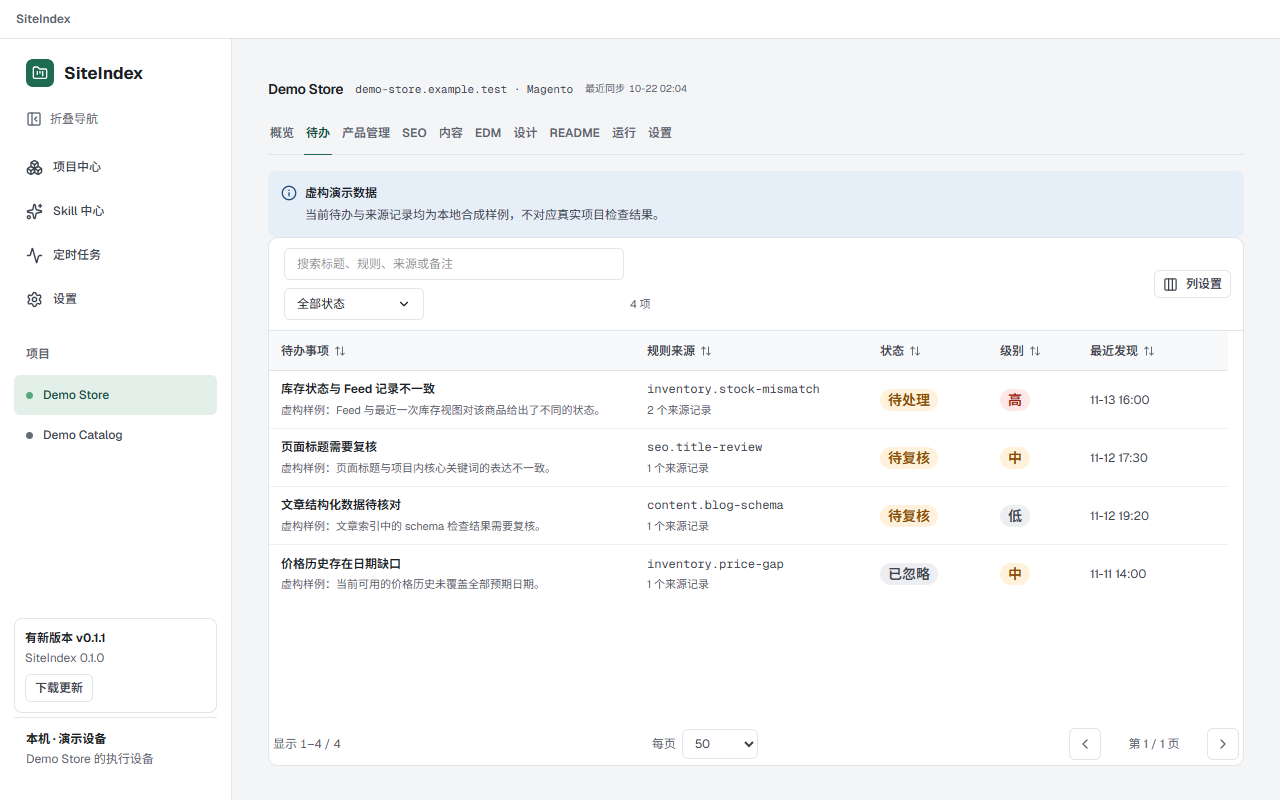 SiteIndex
SiteIndex
折叠导航
项目中心
Skill 中心
定时任务
设置
项目
Demo Store
Demo Catalog
有新版本 v0.1.1
SiteIndex 0.1.0
下载更新
本机 · 演示设备
Demo Store 的执行设备
Demo Store demo-store.example.test · Magento 最近同步 10-22 02:04
概览 待办 产品管理 SEO 内容 EDM 设计 README 运行 设置
虚构演示数据
当前待办与来源记录均为本地合成样例，不对应真实项目检查结果。
搜索标题、规则、来源或备注
全部状态 4 项 列设置
待办事项 规则来源 状态 级别 最近发现
库存状态与 Feed 记录不一致 inventory.stock-mismatch 待处理 高 11-13 16:00
虚构样例：Feed 与最近一次库存视图对该商品给出了不同的状态。 2 个来源记录
页面标题需要复核 seo.title-review 待复核 中 11-12 17:30
虚构样例：页面标题与项目内核心关键词的表达不一致。 1 个来源记录
文章结构化数据待核对 content.blog-schema 待复核 低 11-12 19:20
虚构样例：文章索引中的 schema 检查结果需要复核。 1 个来源记录
价格历史存在日期缺口 inventory.price-gap 已忽略 中 11-11 14:00
虚构样例：当前可用的价格历史未覆盖全部预期日期。 1 个来源记录
显示 1–4 / 4 每页 50 第 1 / 1 页